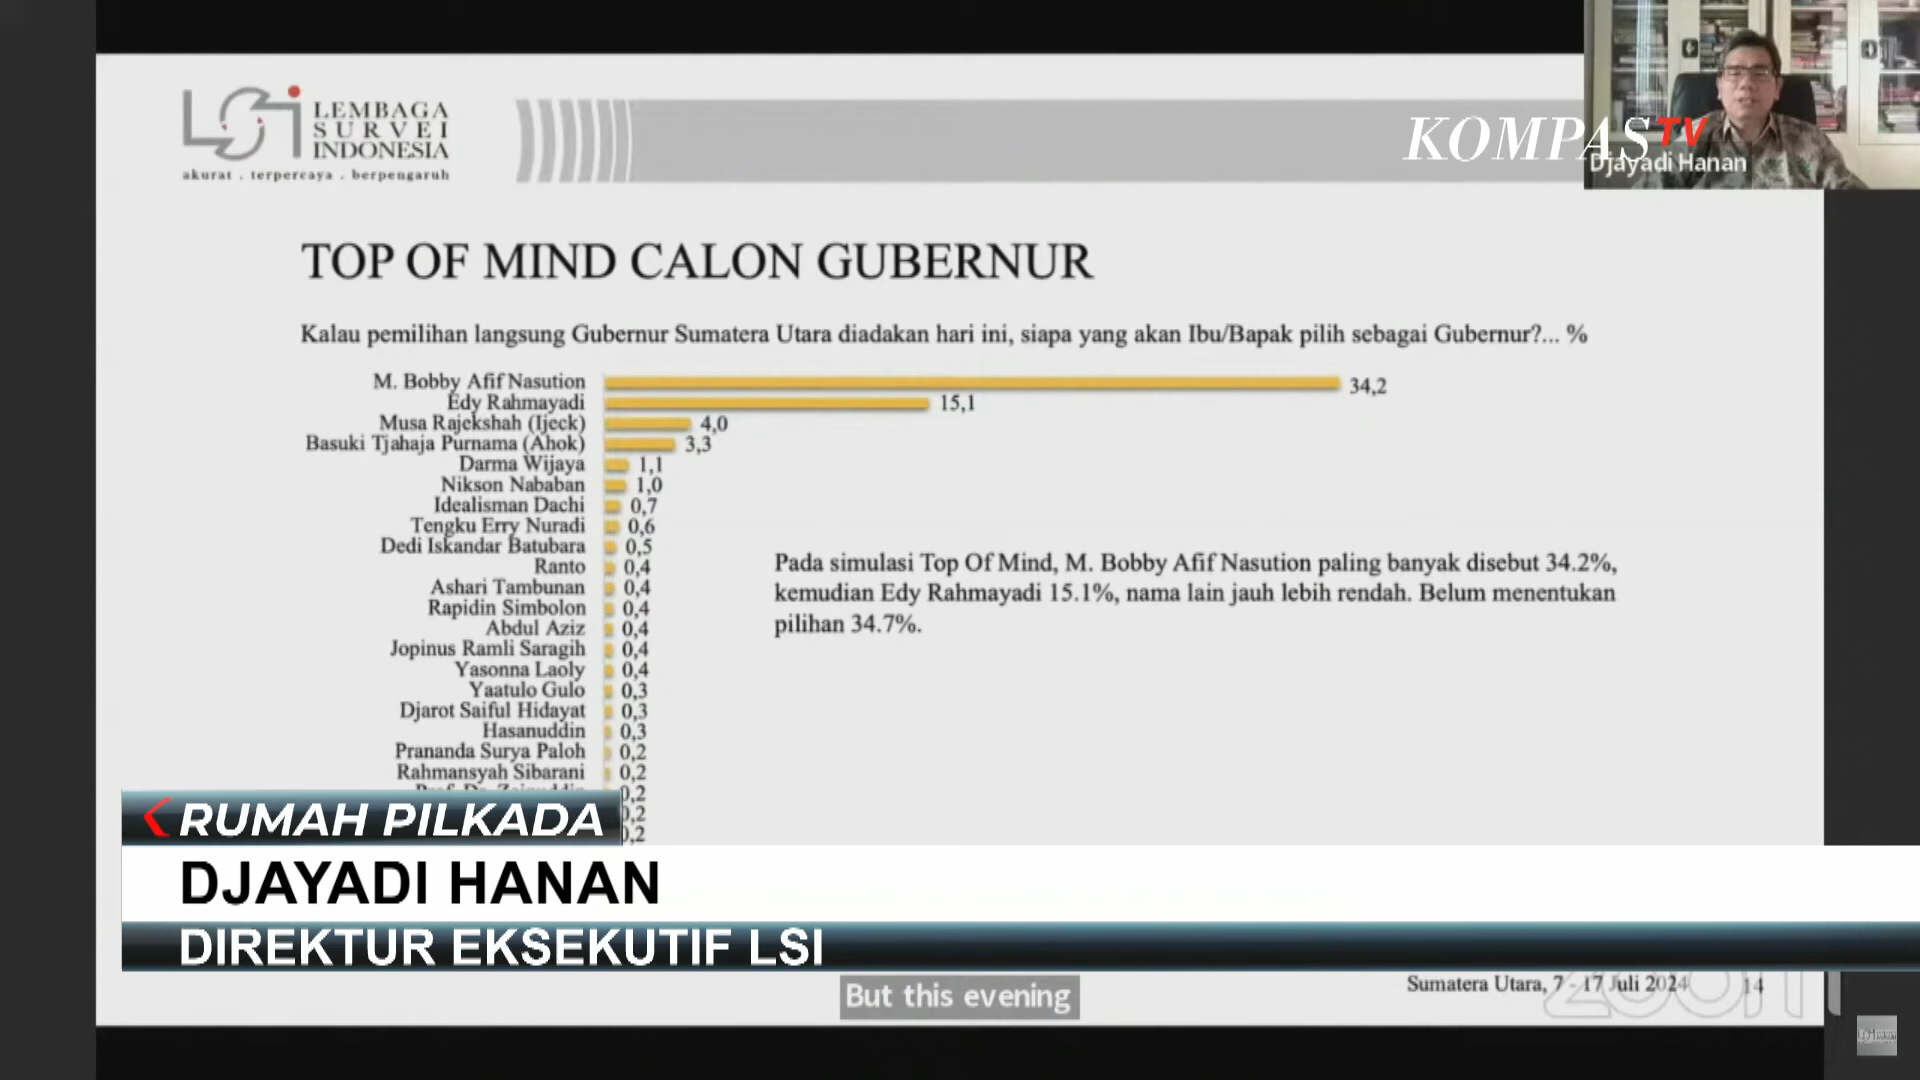 LSI LEMBAGA
SURVEI
INDONESIA
akurat . terpercaya . berpengaruh
KOMPAS TV
Djayadi Hanan
TOP OF MIND CALON GUBERNUR
Kalau pemilihan langsung Gubernur Sumatera Utara diadakan hari ini, siapa yang akan Ibu/Bapak pilih sebagai Gubernur?... %
M. Bobby Afif Nasution 34,2
Edy Rahmayadi 15,1
Musa Rajekshah (Ijeck) 4,0
Basuki Tjahaja Purnama (Ahok) 3,3
Darma Wijaya 1,1
Nikson Nababan 1,0
Idealisman Dachi 0,7
Tengku Erry Nuradi 0,6
Dedi Iskandar Batubara 0,5
Ranto 0,4
Ashari Tambunan 0,4
Rapidin Simbolon 0,4
Abdul Aziz 0,4
Jopinus Ramli Saragih 0,4
Yasonna Laoly 0,4
Yaatulo Gulo 0,3
Djarot Saiful Hidayat 0,3
Hasanuddin 0,3
Prananda Surya Paloh 0,2
Rahmansyah Sibarani 0,2
0,2
0,2
0,2
Pada simulasi Top Of Mind, M. Bobby Afif Nasution paling banyak disebut 34.2%,
kemudian Edy Rahmayadi 15.1%, nama lain jauh lebih rendah. Belum menentukan
pilihan 34.7%.
RUMAH PILKADA
DJAYADI HANAN
DIREKTUR EKSEKUTIF LSI
But this evening
Sumatera Utara, 7 - 17 Juli 2024 14
zoom